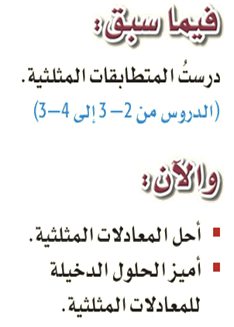 فيما سبق:
درستُ المتطابقات المثلثية.
(الدروس من 2–3 إلى 4–3)
والآن:
▪ أحل المعادلات المثلثية.
▪ أميز الحلول الدخيلة
للمعادلات المثلثية.